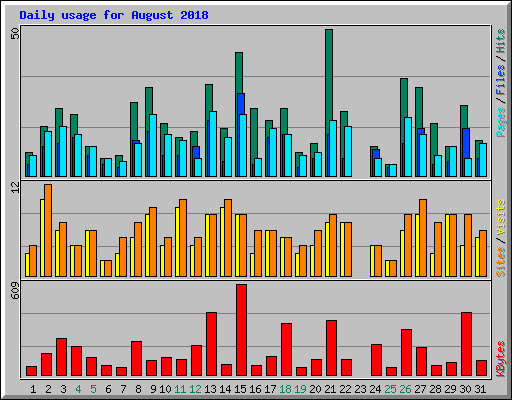 Daily usage for August 2018
50
Pages / Files / Hits
12
Sites / Visits
609
KBytes
1 2 3 4 5 6 7 8 9 10 11 12 13 14 15 16 17 18 19 20 21 22 23 24 25 26 27 28 29 30 31